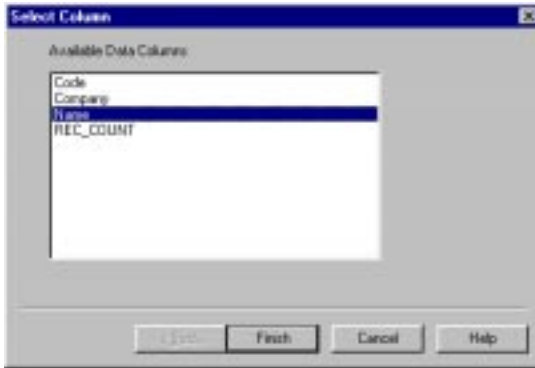 Select Column
Available Data Columns:
Code
Company
Name
REC_COUNT
Finish
Cancel
Help